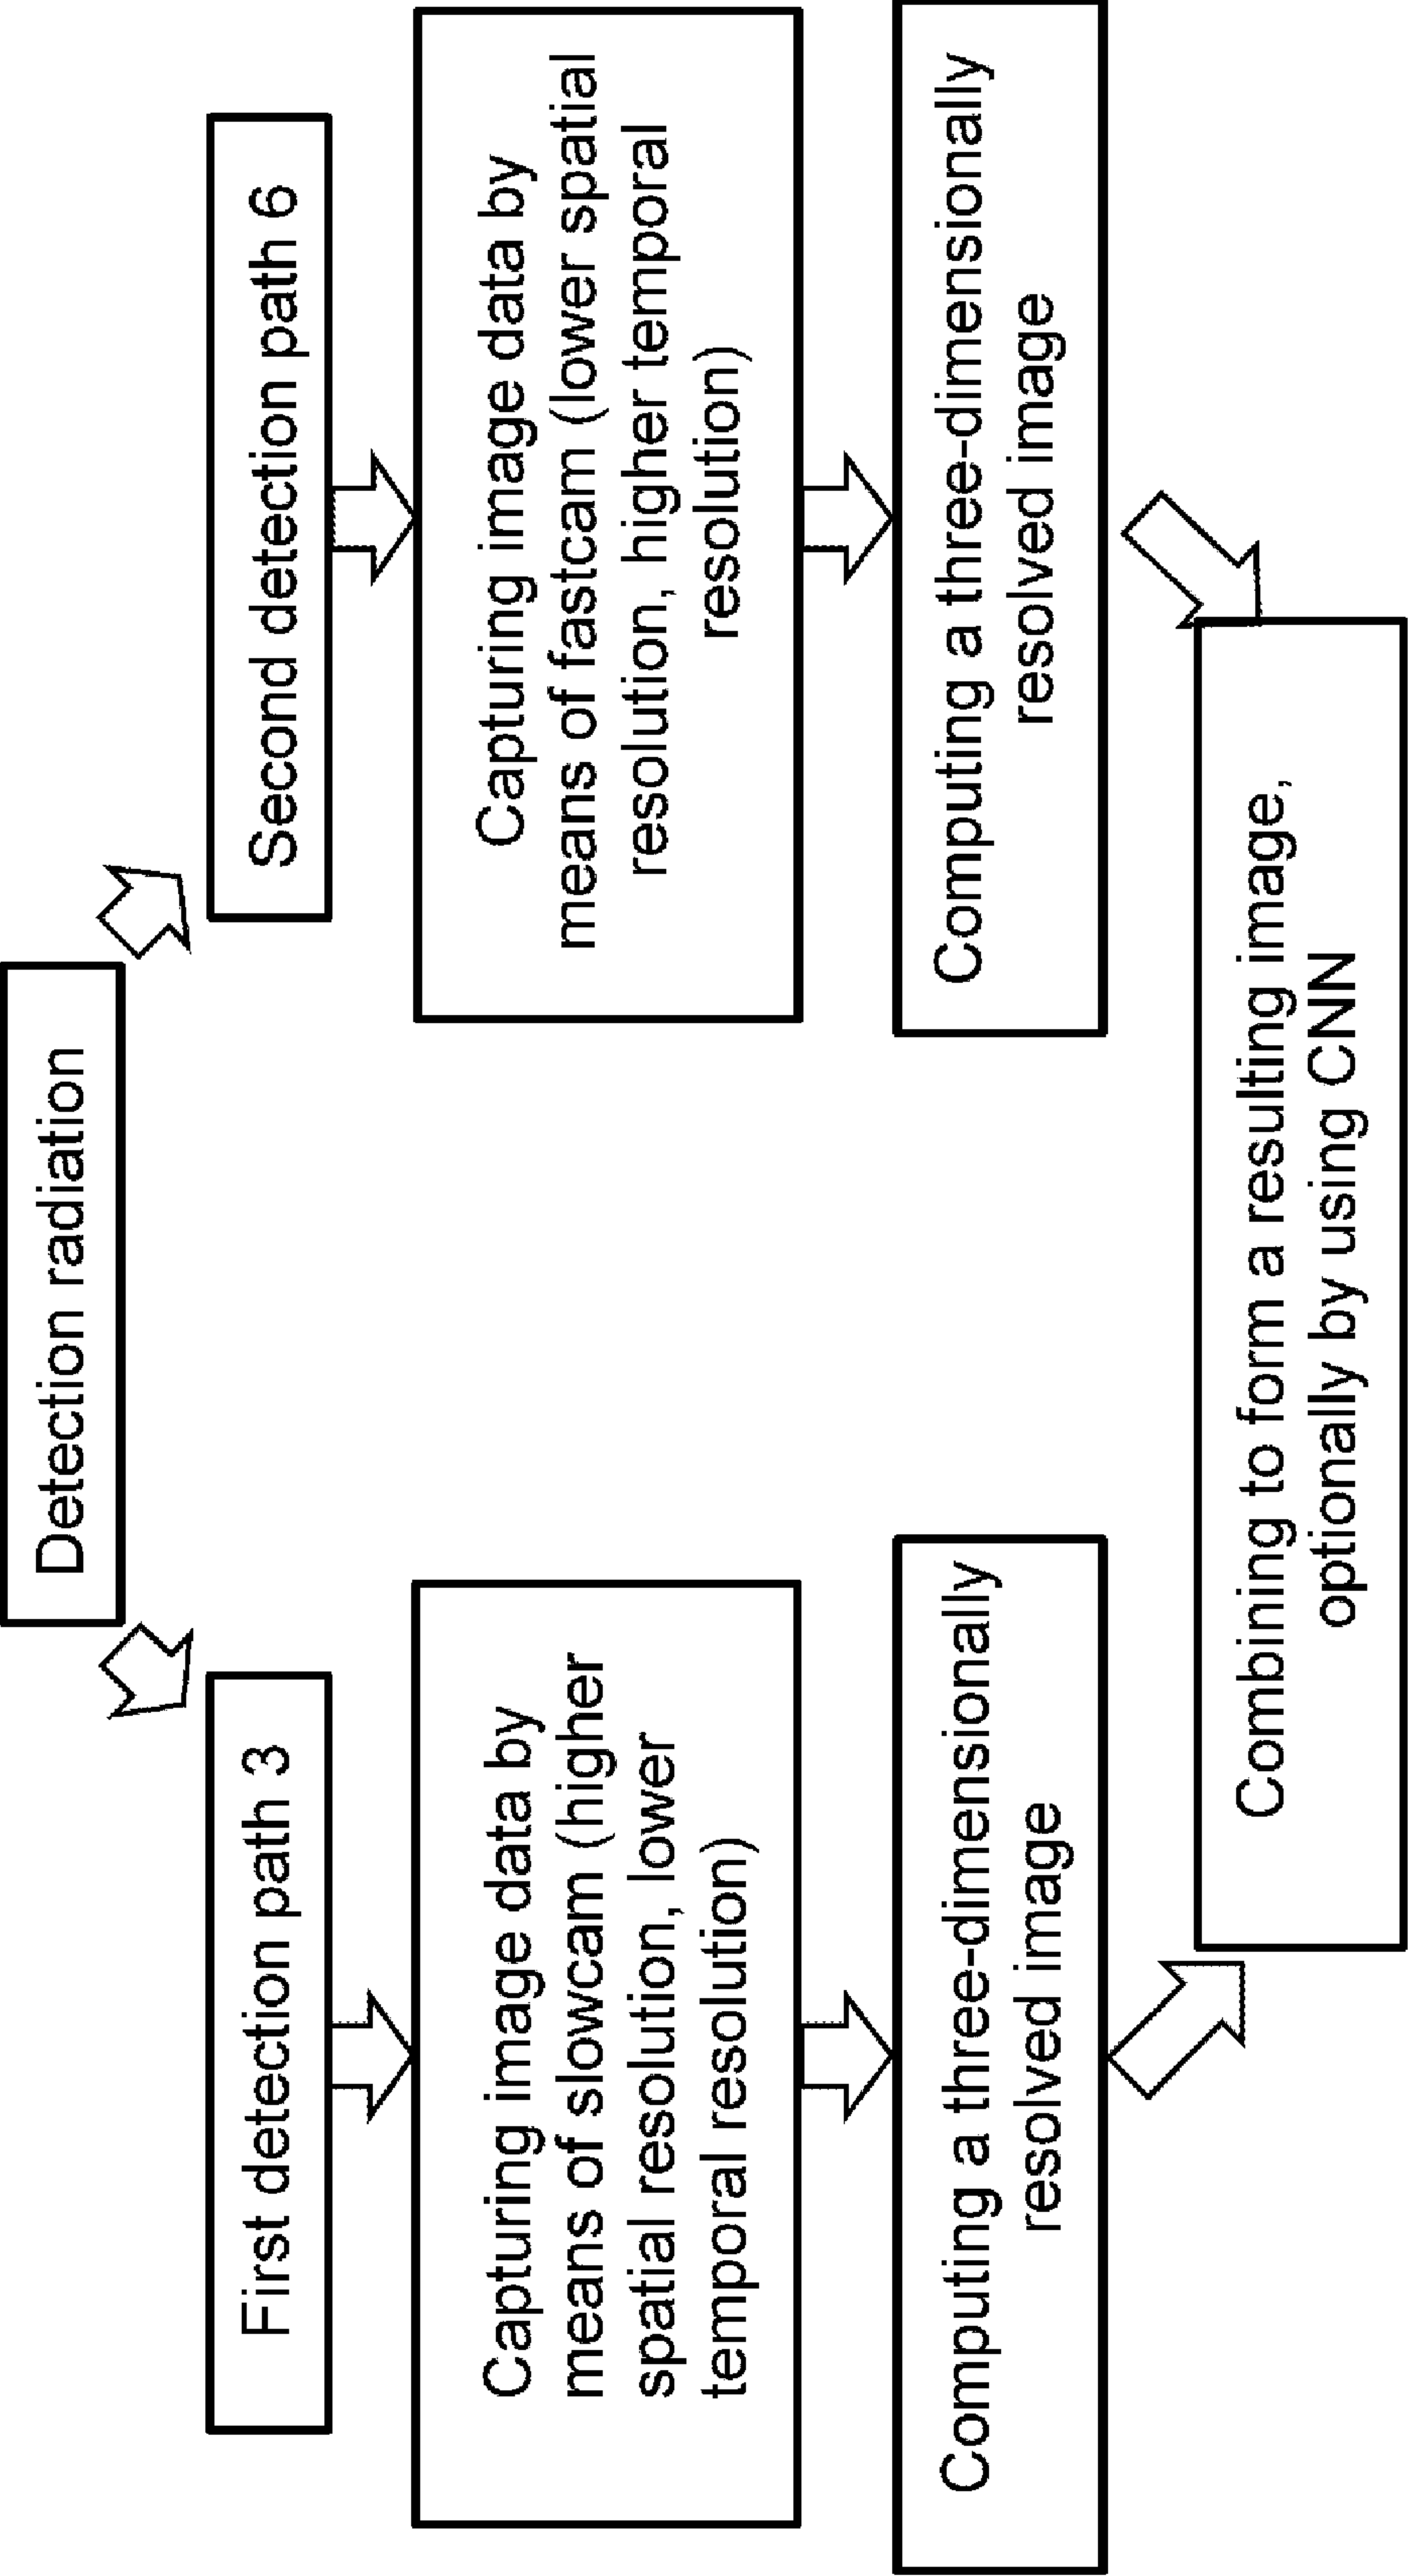 Detection radiation
First detection path 3
Capturing image data by
means of slowcam (higher
spatial resolution, lower
temporal resolution)
Computing a three-dimensionally
resolved image
Second detection path 6
Capturing image data by
means of fastcam (lower spatial
resolution, higher temporal
resolution)
Computing a three-dimensionally
resolved image
Combining to form a resulting image,
optionally by using CNN